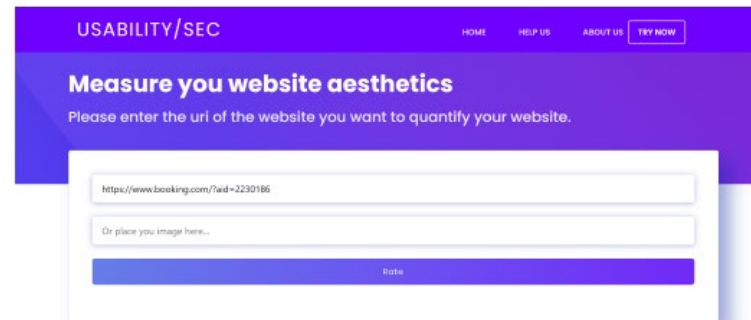 USABILITY/SEC
HOME HELP US ABOUT US TRY NOW
Measure you website aesthetics
Please enter the uri of the website you want to quantify your website.
https://www.booking.com/?aid=2230186
Or place you image here...
Rate